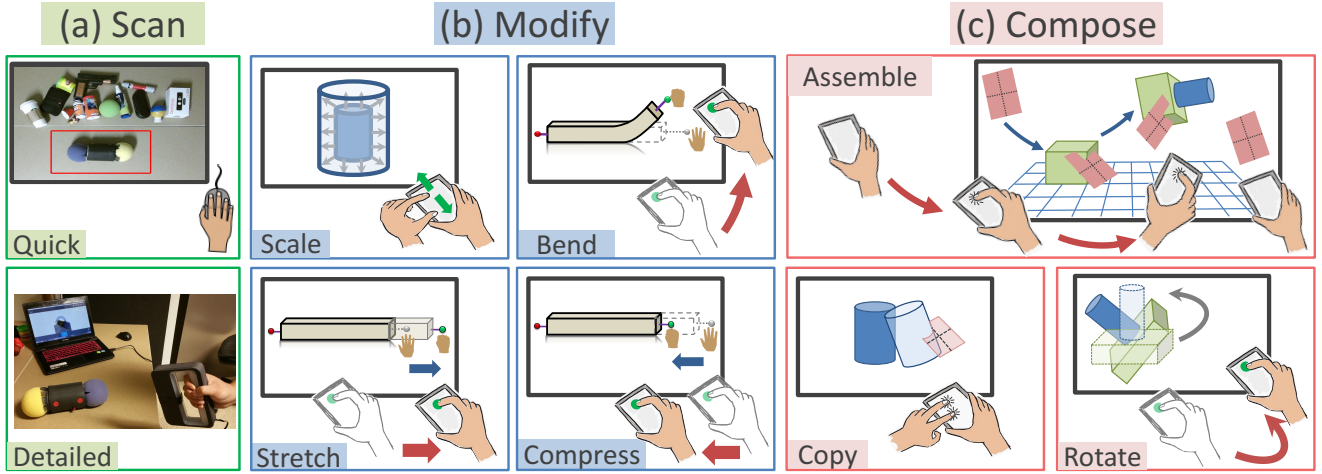 (a) Scan
(b) Modify
(c) Compose
Quick
Scale
Bend
Assemble
Detailed
Stretch
Compress
Copy
Rotate